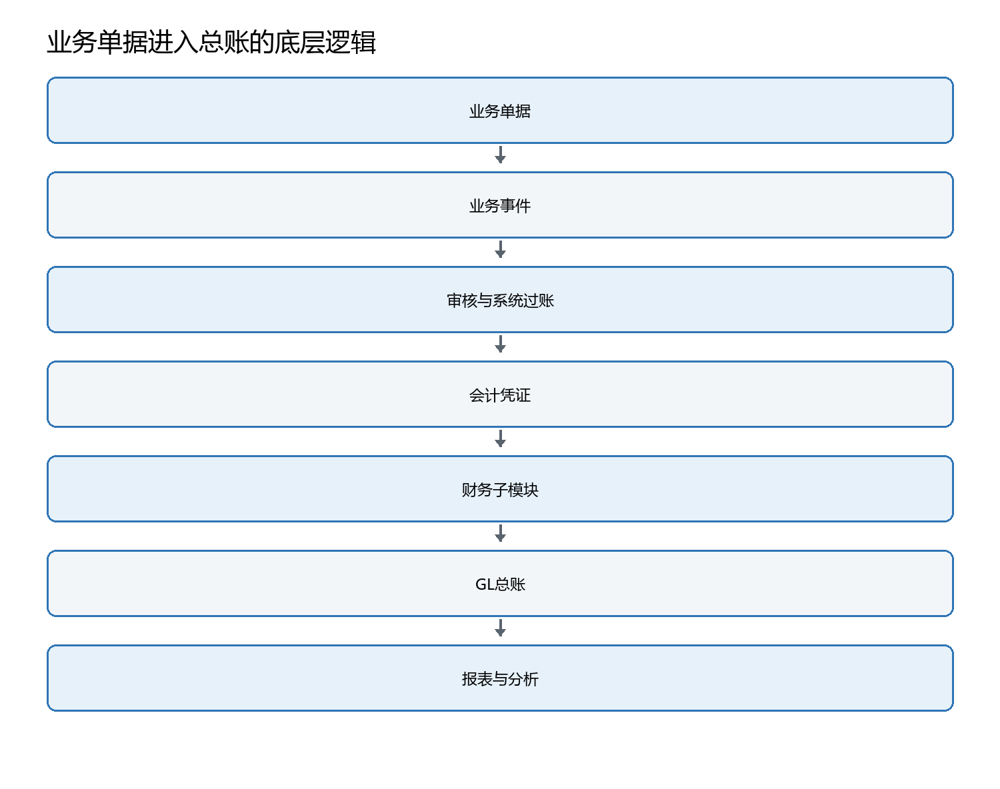 业务单据进入总账的底层逻辑
业务单据
业务事件
审核与系统过账
会计凭证
财务子模块
GL总账
报表与分析